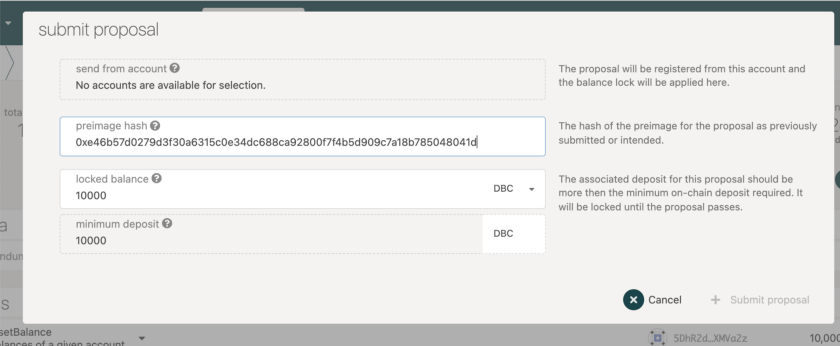 submit proposal
send from account
No accounts are available for selection.
The proposal will be registered from this account and
the balance lock will be applied here.
tota
1
preimage hash
0xe46b57d0279d3f30a6315c0e34dc688ca92800f7f4b5d909c7a18b785048041d
The hash of the preimage for the proposal as previously
submitted or intended.
locked balance
10000
DBC
The associated deposit for this proposal should be
more then the minimum on-chain deposit required. It
will be locked until the proposal passes.
minimum deposit
10000
DBC
a
ndun
Cancel
+ Submit proposal
s
setBalance
alances of a given account
5DhR2d...XMVa2z
10,000